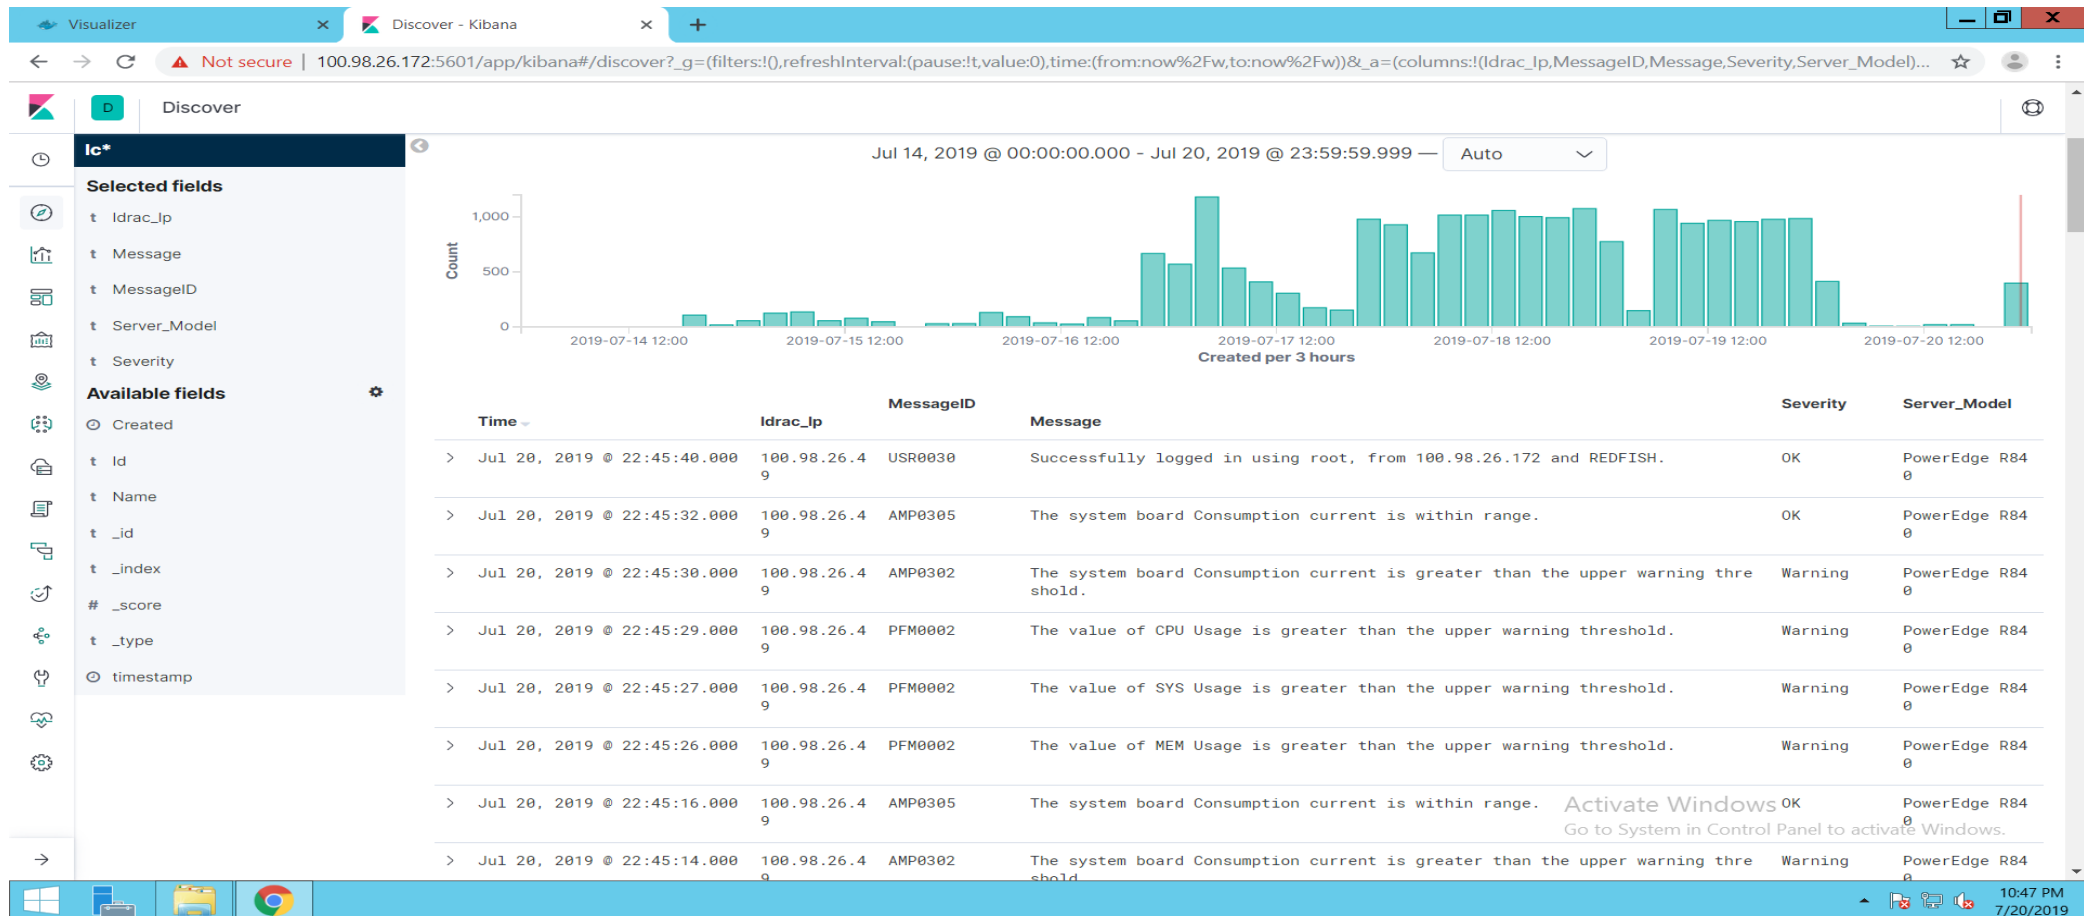 Visualizer
Discover - Kibana
Not secure | 100.98.26.172:5601/app/kibana#/discover?_g=(filters:!(),refreshInterval:(pause:!t,value:0),time:(from:now%2Fw,to:now%2Fw))&_a=(columns:!(Idrac_Ip,MessageID,Message,Severity,Server_Model)...
D
Discover
lc*
Selected fields
t Idrac_Ip
t Message
t MessageID
t Server_Model
t Severity
Available fields
Created
t Id
t Name
t _id
t _index
# _score
t _type
timestamp
Jul 14, 2019 @ 00:00:00.000 - Jul 20, 2019 @ 23:59:59.999 — Auto
Count
1,000
500
0
2019-07-14 12:00 2019-07-15 12:00 2019-07-16 12:00 2019-07-17 12:00 2019-07-18 12:00 2019-07-19 12:00 2019-07-20 12:00
Created per 3 hours
Time Idrac_Ip MessageID Message Severity Server_Model
Jul 20, 2019 @ 22:45:40.000 100.98.26.4 USR0030 Successfully logged in using root, from 100.98.26.172 and REDFISH. OK PowerEdge R84
9 0
Jul 20, 2019 @ 22:45:32.000 100.98.26.4 AMP0305 The system board Consumption current is within range. OK PowerEdge R84
9 0
Jul 20, 2019 @ 22:45:30.000 100.98.26.4 AMP0302 The system board Consumption current is greater than the upper warning thre Warning PowerEdge R84
9 shold. 0
Jul 20, 2019 @ 22:45:29.000 100.98.26.4 PFM0002 The value of CPU Usage is greater than the upper warning threshold. Warning PowerEdge R84
9 0
Jul 20, 2019 @ 22:45:27.000 100.98.26.4 PFM0002 The value of SYS Usage is greater than the upper warning threshold. Warning PowerEdge R84
9 0
Jul 20, 2019 @ 22:45:26.000 100.98.26.4 PFM0002 The value of MEM Usage is greater than the upper warning threshold. Warning PowerEdge R84
9 0
Jul 20, 2019 @ 22:45:16.000 100.98.26.4 AMP0305 The system board Consumption current is within range. OK PowerEdge R84
9 0
Activate Windows
Go to System in Control Panel to activate Windows.
Jul 20, 2019 @ 22:45:14.000 100.98.26.4 AMP0302 The system board Consumption current is greater than the upper warning thre Warning PowerEdge R84
9 shold 0
10:47 PM
7/20/2019